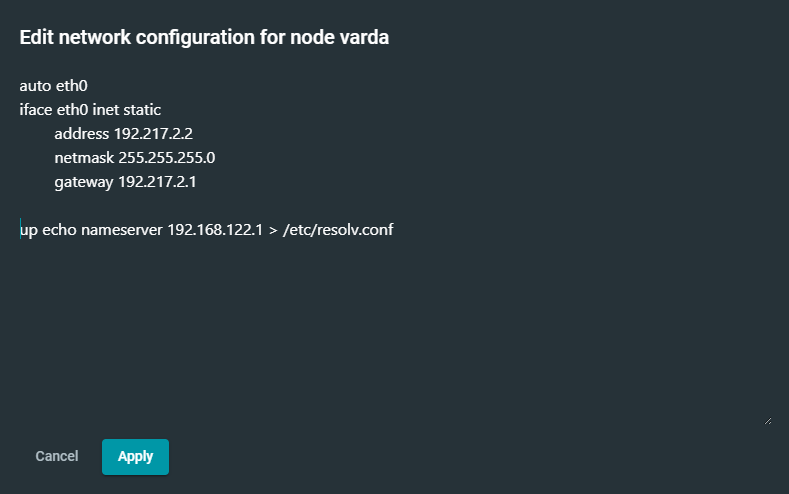 Edit network configuration for node varda
auto eth0
iface eth0 inet static
address 192.217.2.2
netmask 255.255.255.0
gateway 192.217.2.1
up echo nameserver 192.168.122.1 > /etc/resolv.conf
Cancel
Apply